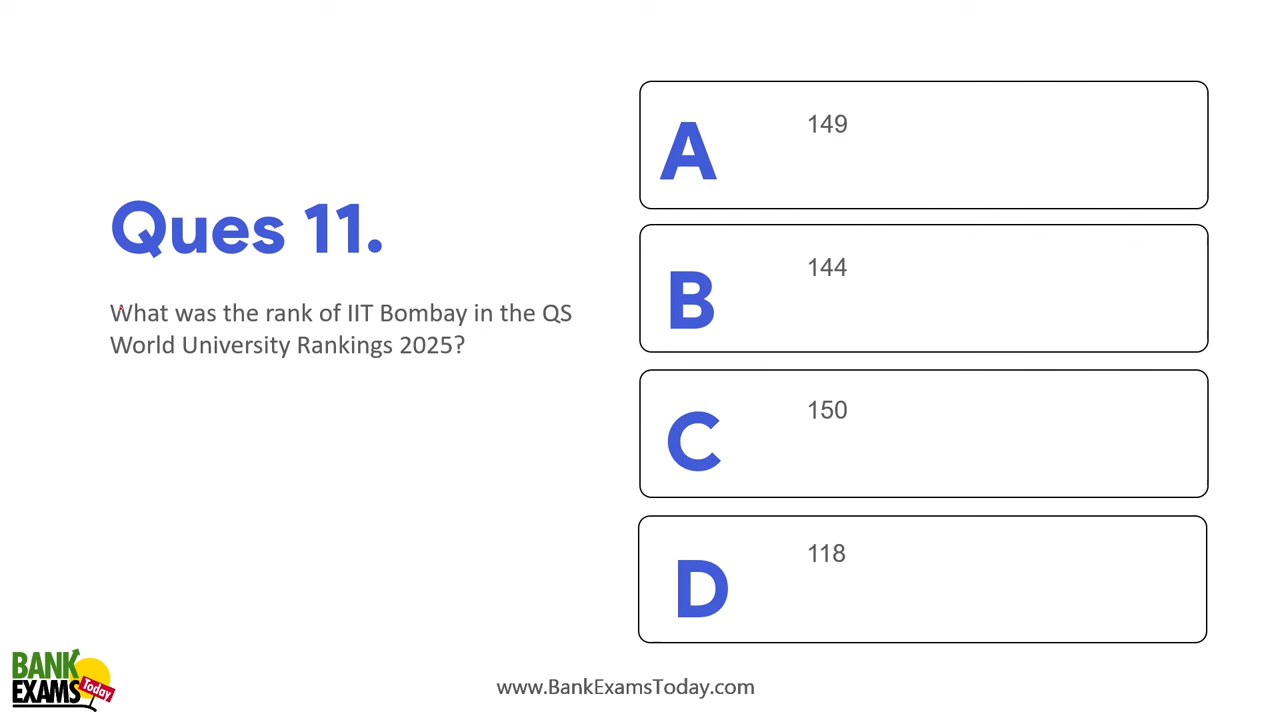 Ques 11.
What was the rank of IIT Bombay in the QS
World University Rankings 2025?
A
149
B
144
C
150
D
118
BANK
EXAMS
Today
www.BankExamsToday.com